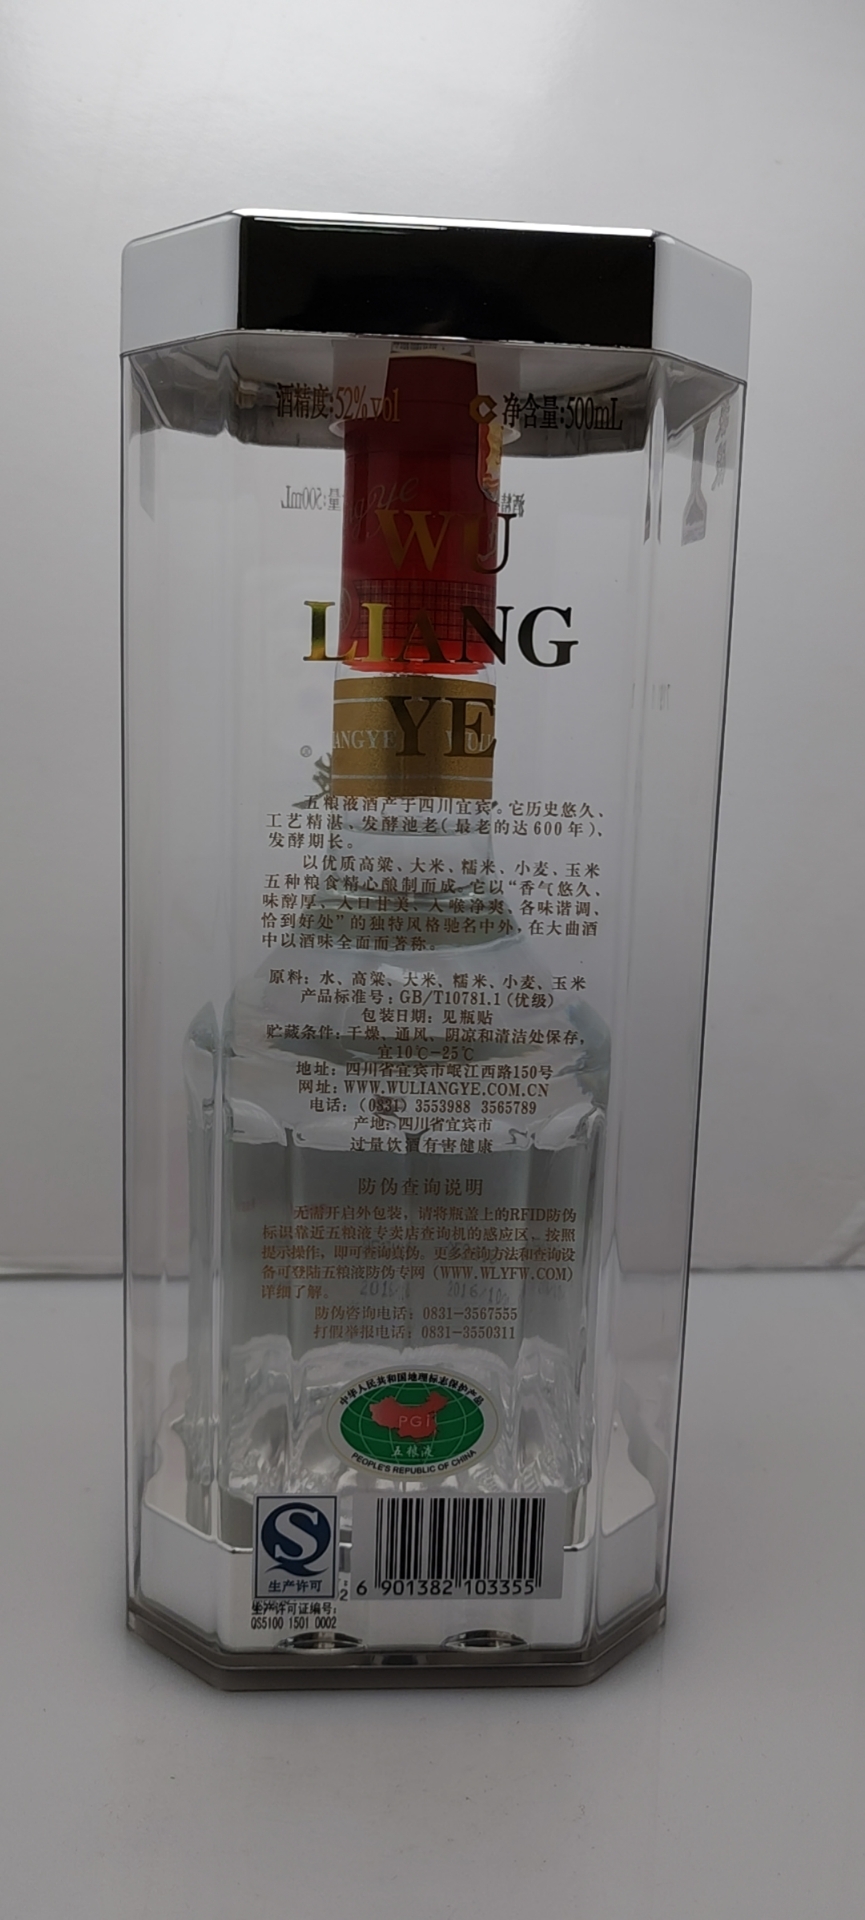 酒精度:52%vol
净含量:500mL
WU
LIANG
YE
ANGYE WULI
五粮液酒产于四川宜宾。它历史悠久、
工艺精湛、发酵池老(最老的达600年)、
发酵期长。
以优质高粱、大米、糯米、小麦、玉米
五种粮食精心酿制而成。它以“香气悠久、
味醇厚、入口甘美、入喉净爽、各味谐调、
恰到好处”的独特风格驰名中外,在大曲酒
中以酒味全面而著称。
原料:水、高粱、大米、糯米、小麦、玉米
产品标准号:GB/T10781.1(优级)
包装日期:见瓶贴
贮藏条件:干燥、通风、阴凉和清洁处保存,
宜10℃-25℃
地址:四川省宜宾市岷江西路150号
网址:WWW.WULIANGYE.COM.CN
电话:(0831) 3553988 3565789
产地:四川省宜宾市
过量饮酒有害健康
防伪查询说明
无需开启外包装,请将瓶盖上的RFID防伪
标识靠近五粮液专卖店查询机的感应区、按照
提示操作,即可查询真伪。更多查询方法和查询设
备可登陆五粮液防伪专网(WWW.WLYFW.COM)
详细了解。
防伪咨询电话:0831-3567555
打假举报电话:0831-3550311
中华人民共和国地理标志保护产品
PGI
五粮液
PEOPLE'S REPUBLIC OF CHINA
生产许可
生产许可证编号:
QS5100 1501 0002
6 901382 103355